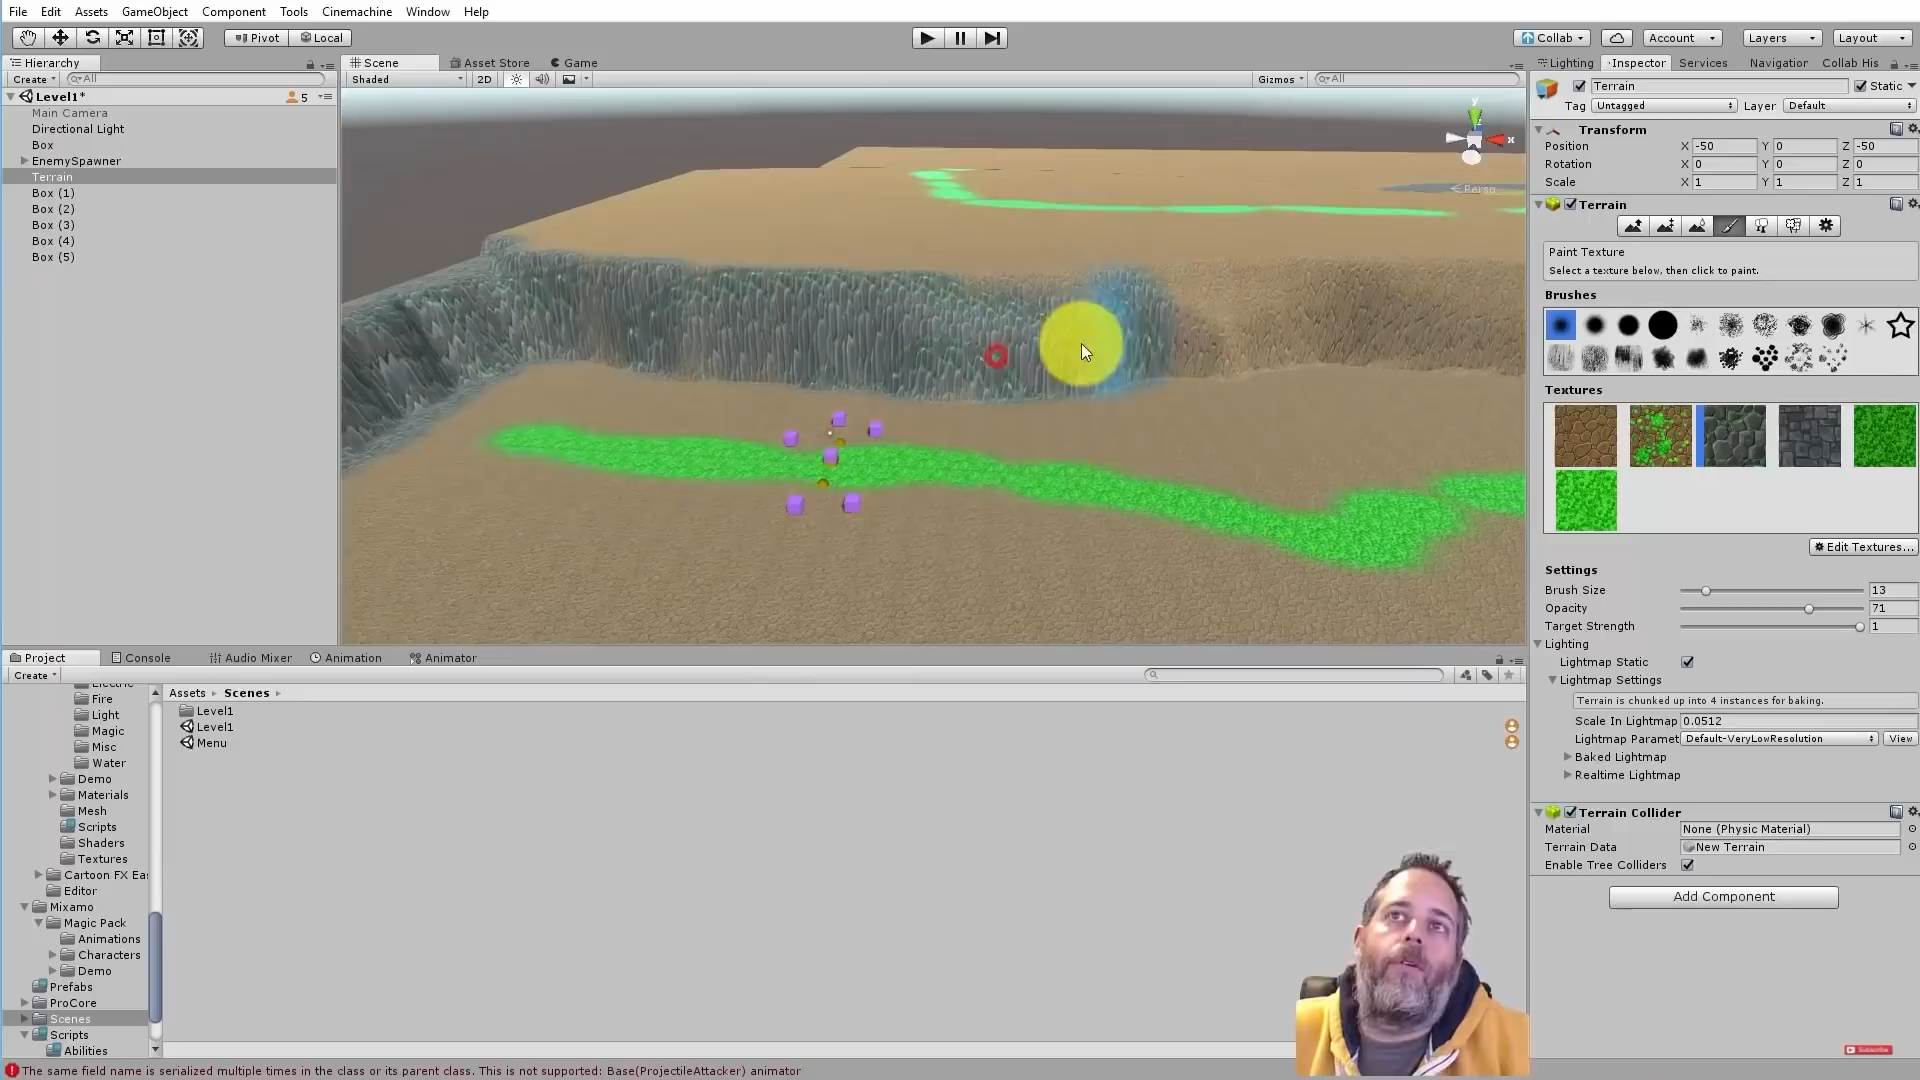 File Edit Assets GameObject Component Tools Cinemachine Window Help
Pivot Local Collab Account Layers Layout
Hierarchy
Create All
Level1* 5
Main Camera
Directional Light
Box
EnemySpawner
Terrain
Box (1)
Box (2)
Box (3)
Box (4)
Box (5)
Scene Asset Store Game
Shaded 2D Gizmos All
y
x
Persp
Lighting Inspector Services Navigation Collab His
Terrain Static
Tag Untagged Layer Default
Transform
Position X -50 Y 0 Z -50
Rotation X 0 Y 0 Z 0
Scale X 1 Y 1 Z 1
Terrain
Paint Texture
Select a texture below, then click to paint.
Brushes
Textures
Edit Textures...
Settings
Brush Size 13
Opacity 71
Target Strength 1
Lighting
Lightmap Static
Lightmap Settings
Terrain is chunked up into 4 instances for baking.
Scale In Lightmap 0.0512
Lightmap Paramet Default-VeryLowResolution View
Baked Lightmap
Realtime Lightmap
Terrain Collider
Material None (Physic Material)
Terrain Data New Terrain
Enable Tree Colliders
Add Component
Project Console Audio Mixer Animation Animator
Create
Electric
Fire
Light
Magic
Misc
Water
Demo
Materials
Mesh
Scripts
Shaders
Textures
Cartoon FX Eas
Editor
Mixamo
Magic Pack
Animations
Characters
Demo
Prefabs
ProCore
Scenes
Scripts
Abilities
Assets Scenes
Level1
Level1
Menu
Subscribe
The same field name is serialized multiple times in the class or its parent class. This is not supported: Base(ProjectileAttacker) animator